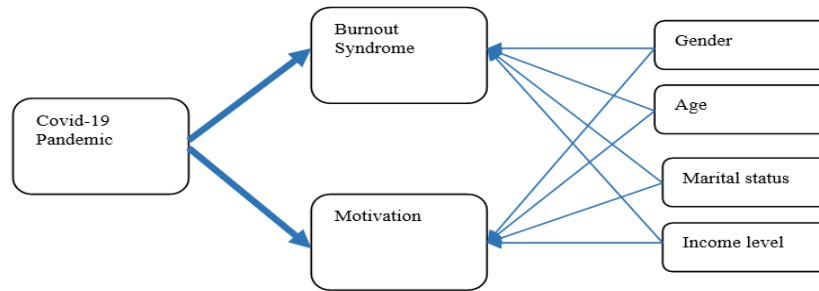 Burnout
Syndrome
Gender
Age
Covid-19
Pandemic
Marital status
Motivation
Income level